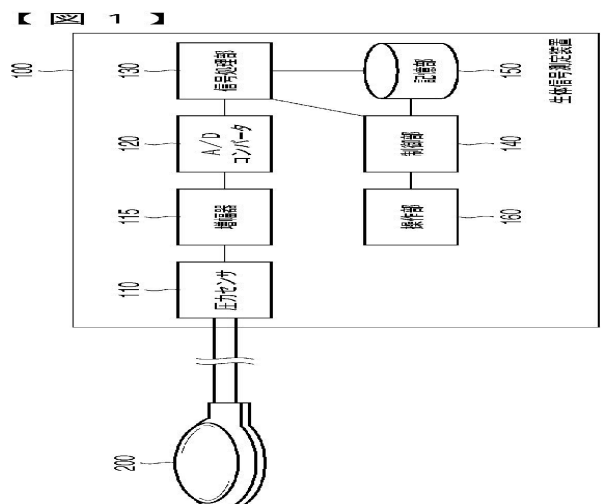 【図１】
100
生体信号測定装置
130
信号処理部
150
記憶部
120
A/D
コンバータ
140
制御部
115
増幅器
160
操作部
110
圧力センサ
200